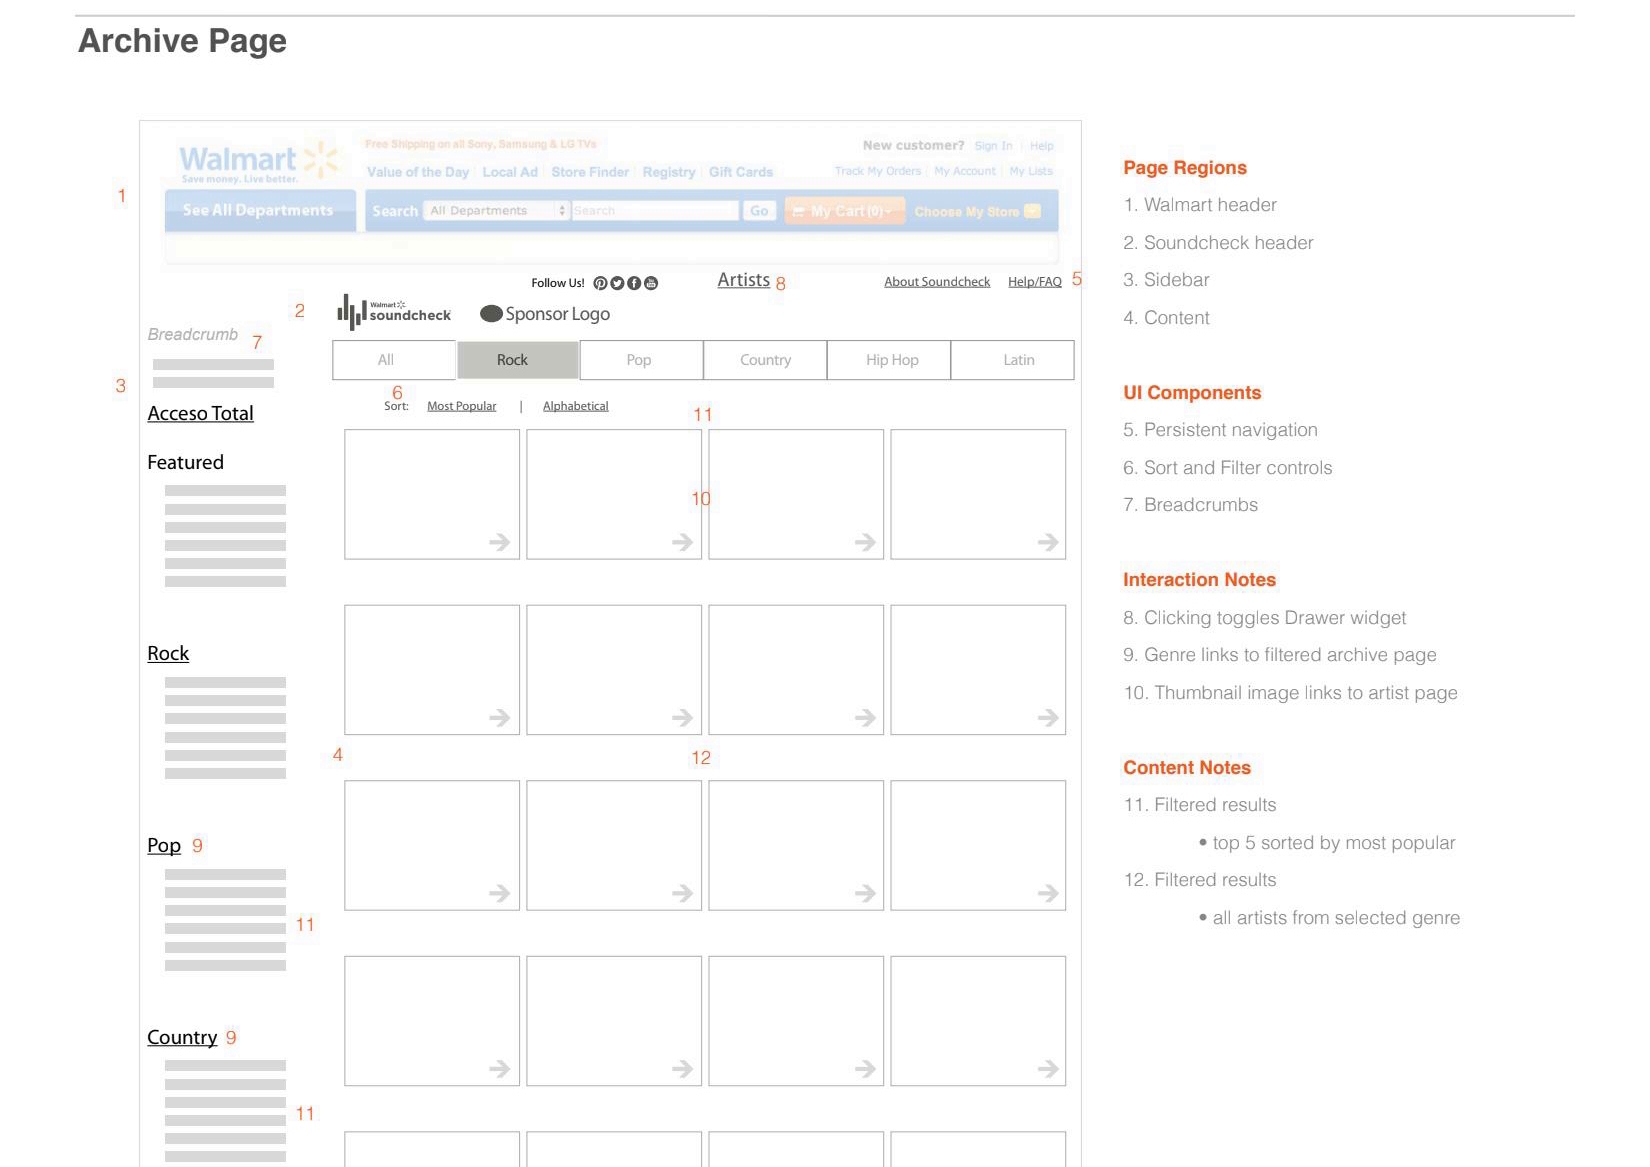 Archive Page
Walmart
Save money. Live better.
Free Shipping on all Sony, Samsung & LG TVs
New customer? Sign In | Help
Value of the Day | Local Ad | Store Finder | Registry | Gift Cards
Track My Orders | My Account | My Lists
1
See All Departments
Search All Departments Search Go My Cart (0) Choose My Store
Follow Us!
Artists 8
About Soundcheck Help/FAQ 5
2
Walmart
soundcheck
Sponsor Logo
Breadcrumb 7
3
All Rock Pop Country Hip Hop Latin
6
Sort: Most Popular | Alphabetical
11
Acceso Total
Featured
10
Rock
4
12
Pop 9
11
Country 9
11
Page Regions
1. Walmart header
2. Soundcheck header
3. Sidebar
4. Content
UI Components
5. Persistent navigation
6. Sort and Filter controls
7. Breadcrumbs
Interaction Notes
8. Clicking toggles Drawer widget
9. Genre links to filtered archive page
10. Thumbnail image links to artist page
Content Notes
11. Filtered results
• top 5 sorted by most popular
12. Filtered results
• all artists from selected genre